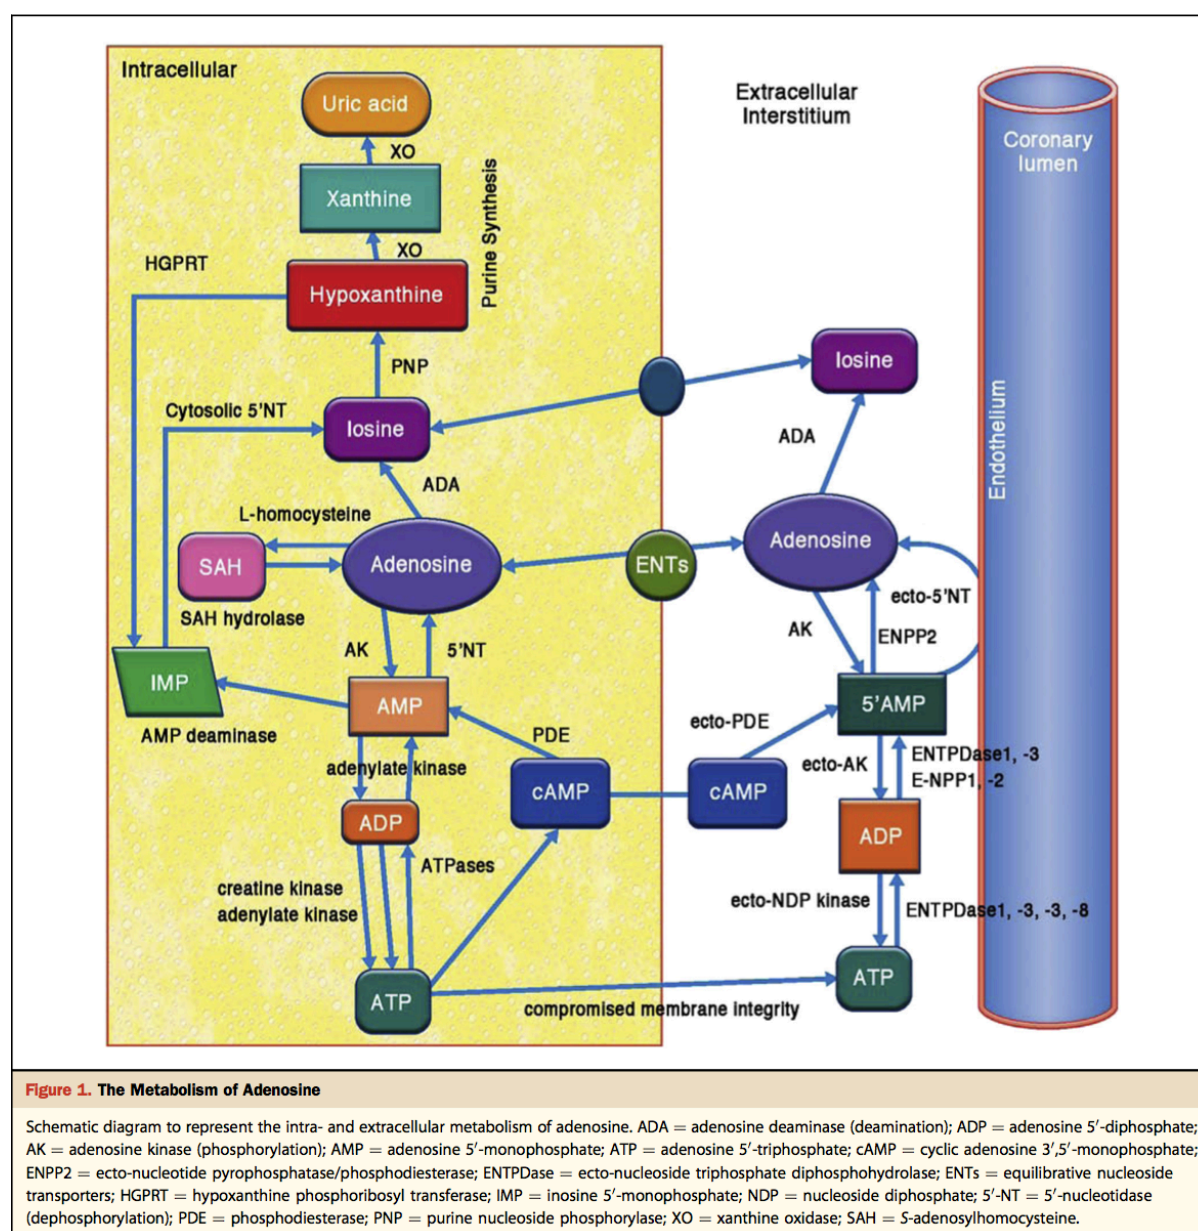 Intracellular
Extracellular
Interstitium
Uric acid
XO
Xanthine
XO
Purine Synthesis
HGPRT
Hypoxanthine
PNP
Cytosolic 5'NT
Iosine
ADA
L-homocysteine
SAH
Adenosine
SAH hydrolase
AK
5'NT
IMP
AMP
AMP deaminase
PDE
adenylate kinase
cAMP
ADP
ATPases
creatine kinase
adenylate kinase
ATP
ENTs
Iosine
ADA
Adenosine
ecto-5'NT
AK
ENPP2
5'AMP
ecto-PDE
cAMP
ecto-AK
ENTPDase1, -3
E-NPP1, -2
ADP
ecto-NDP kinase
ENTPDase1, -3, -3, -8
ATP
compromised membrane integrity
Coronary
lumen
Endothelium
Figure 1. The Metabolism of Adenosine
Schematic diagram to represent the intra- and extracellular metabolism of adenosine. ADA = adenosine deaminase (deamination); ADP = adenosine 5′-diphosphate;
AK = adenosine kinase (phosphorylation); AMP = adenosine 5′-monophosphate; ATP = adenosine 5′-triphosphate; cAMP = cyclic adenosine 3′,5′-monophosphate;
ENPP2 = ecto-nucleotide pyrophosphatase/phosphodiesterase; ENTPDase = ecto-nucleoside triphosphate diphosphohydrolase; ENTs = equilibrative nucleoside
transporters; HGPRT = hypoxanthine phosphoribosyl transferase; IMP = inosine 5′-monophosphate; NDP = nucleoside diphosphate; 5′-NT = 5′-nucleotidase
(dephosphorylation); PDE = phosphodiesterase; PNP = purine nucleoside phosphorylase; XO = xanthine oxidase; SAH = S-adenosylhomocysteine.